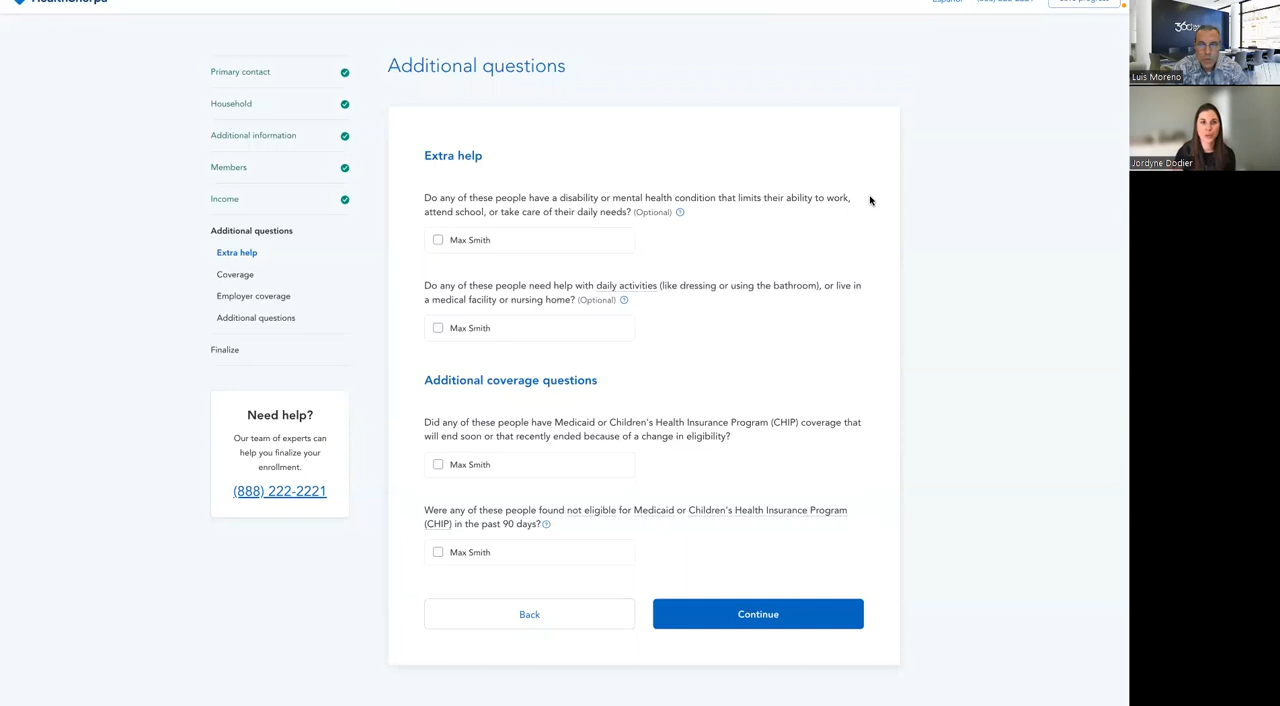 HealthSherpa
Español (888) 222-2221 Save progress
Primary contact
Household
Additional information
Members
Income
Additional questions
Extra help
Coverage
Employer coverage
Additional questions
Finalize
Need help?
Our team of experts can
help you finalize your
enrollment.
(888) 222-2221
Additional questions
Extra help
Do any of these people have a disability or mental health condition that limits their ability to work,
attend school, or take care of their daily needs? (Optional) ?
Max Smith
Do any of these people need help with daily activities (like dressing or using the bathroom), or live in
a medical facility or nursing home? (Optional) ?
Max Smith
Additional coverage questions
Did any of these people have Medicaid or Children's Health Insurance Program (CHIP) coverage that
will end soon or that recently ended because of a change in eligibility?
Max Smith
Were any of these people found not eligible for Medicaid or Children's Health Insurance Program
(CHIP) in the past 90 days? ?
Max Smith
Back
Continue
360
Luis Moreno
Jordyne Dodier